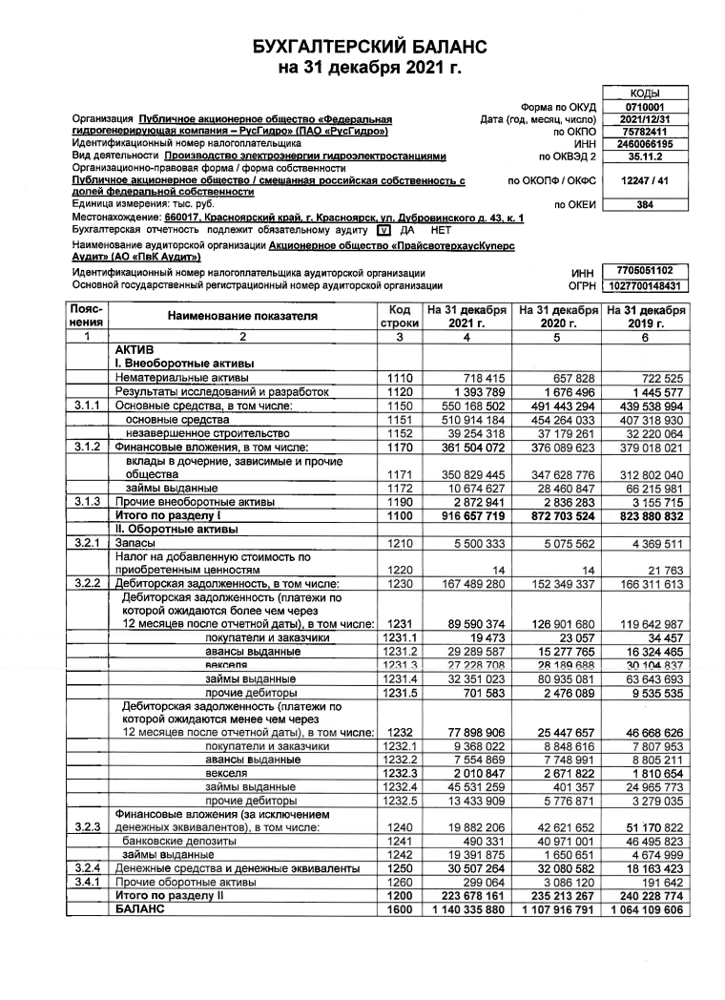 БУХГАЛТЕРСКИЙ БАЛАНС
на 31 декабря 2021 г.
КОДЫ
Форма по ОКУД 0710001
Организация Публичное акционерное общество «Федеральная Дата (год, месяц, число) 2021/12/31
гидрогенерирующая компания – РусГидро» (ПАО «РусГидро») по ОКПО 75782411
Идентификационный номер налогоплательщика ИНН 2460066195
Вид деятельности Производство электроэнергии гидроэлектростанциями по ОКВЭД 2 35.11.2
Организационно-правовая форма / форма собственности
Публичное акционерное общество / смешанная российская собственность с по ОКОПФ / ОКФС 12247 / 41
долей федеральной собственности
Единица измерения: тыс. руб. по ОКЕИ 384
Местонахождение: 660017, Красноярский край, г. Красноярск, ул. Дубровинского д. 43, к. 1
Бухгалтерская отчетность подлежит обязательному аудиту v ДА НЕТ
Наименование аудиторской организации Акционерное общество «ПрайсвотерхаусКуперс
Аудит» (АО «ПвК Аудит»)
Идентификационный номер налогоплательщика аудиторской организации ИНН 7705051102
Основной государственный регистрационный номер аудиторской организации ОГРН 1027700148431
Пояс- нения Наименование показателя Код строки На 31 декабря 2021 г. На 31 декабря 2020 г. На 31 декабря 2019 г.
1 2 3 4 5 6
АКТИВ
I. Внеоборотные активы
Нематериальные активы 1110 718 415 657 828 722 525
Результаты исследований и разработок 1120 1 393 789 1 676 496 1 445 577
3.1.1 Основные средства, в том числе: 1150 550 168 502 491 443 294 439 538 994
основные средства 1151 510 914 184 454 264 033 407 318 930
незавершенное строительство 1152 39 254 318 37 179 261 32 220 064
3.1.2 Финансовые вложения, в том числе: 1170 361 504 072 376 089 623 379 018 021
вклады в дочерние, зависимые и прочие
общества 1171 350 829 445 347 628 776 312 802 040
займы выданные 1172 10 674 627 28 460 847 66 215 981
3.1.3 Прочие внеоборотные активы 1190 2 872 941 2 836 283 3 155 715
Итого по разделу I 1100 916 657 719 872 703 524 823 880 832
II. Оборотные активы
3.2.1 Запасы 1210 5 500 333 5 075 562 4 369 511
Налог на добавленную стоимость по
приобретенным ценностям 1220 14 14 21 763
3.2.2 Дебиторская задолженность, в том числе: 1230 167 489 280 152 349 337 166 311 613
Дебиторская задолженность (платежи по
которой ожидаются более чем через
12 месяцев после отчетной даты), в том числе: 1231 89 590 374 126 901 680 119 642 987
покупатели и заказчики 1231.1 19 473 23 057 34 457
авансы выданные 1231.2 29 289 587 15 277 765 16 324 465
векселя 1231.3 27 228 708 28 189 688 30 104 837
займы выданные 1231.4 32 351 023 80 935 081 63 643 693
прочие дебиторы 1231.5 701 583 2 476 089 9 535 535
Дебиторская задолженность (платежи по
которой ожидаются менее чем через
12 месяцев после отчетной даты), в том числе: 1232 77 898 906 25 447 657 46 668 626
покупатели и заказчики 1232.1 9 368 022 8 848 616 7 807 953
авансы выданные 1232.2 7 554 869 7 748 991 8 805 211
векселя 1232.3 2 010 847 2 671 822 1 810 654
займы выданные 1232.4 45 531 259 401 357 24 965 773
прочие дебиторы 1232.5 13 433 909 5 776 871 3 279 035
Финансовые вложения (за исключением
3.2.3 денежных эквивалентов), в том числе: 1240 19 882 206 42 621 652 51 170 822
банковские депозиты 1241 490 331 40 971 001 46 495 823
займы выданные 1242 19 391 875 1 650 651 4 674 999
3.2.4 Денежные средства и денежные эквиваленты 1250 30 507 264 32 080 582 18 163 423
3.4.1 Прочие оборотные активы 1260 299 064 3 086 120 191 642
Итого по разделу II 1200 223 678 161 235 213 267 240 228 774
БАЛАНС 1600 1 140 335 880 1 107 916 791 1 064 109 606